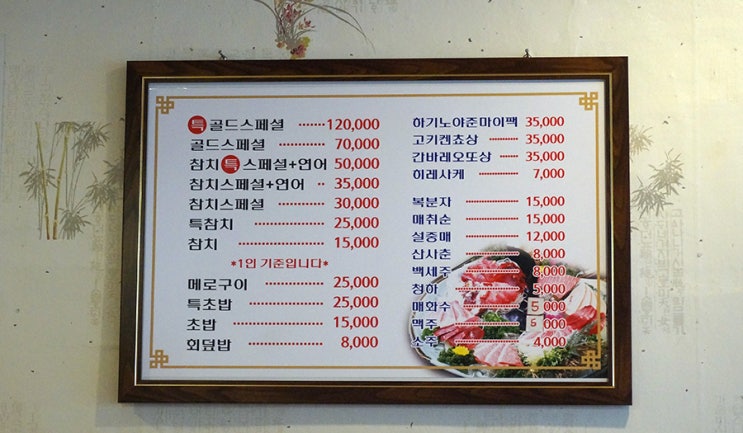 특 골드스페셜 ······· 120,000
골드스페셜 ············ 70,000
참치 특 스페셜+연어 50,000
참치스페셜+연어 ·· 35,000
참치스페셜 ············ 30,000
특참치 ················ 25,000
참치 ················ 15,000
*1인 기준입니다*
메로구이 ············ 25,000
특초밥 ················ 25,000
초밥 ················ 15,000
회덮밥 ················ 8,000
하기노야준마이팩 35,000
고키겐쵸상 ········ 35,000
간바레오또상 ······ 35,000
히레사케 ·········· 7,000
복분자 ············ 15,000
매취순 ············ 15,000
설중매 ············ 12,000
산사춘 ············ 8,000
백세주 ············ 8,000
청하 ············ 5,000
매화수 ············ 5,000
맥주 ············ 5,000
소주 ············ 4,000